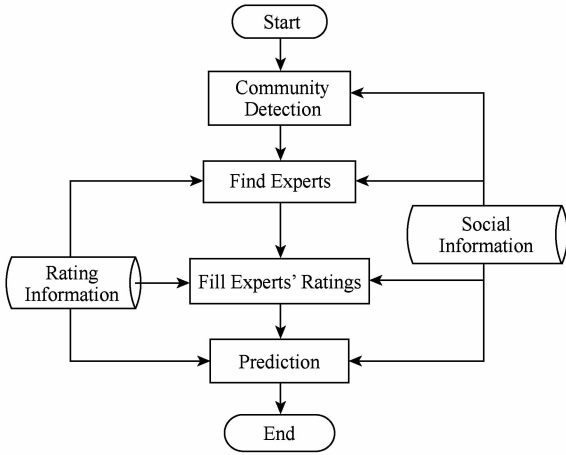 Start
Community
Detection
Find Experts
Social
Information
Rating
Information
Fill Experts’ Ratings
Prediction
End